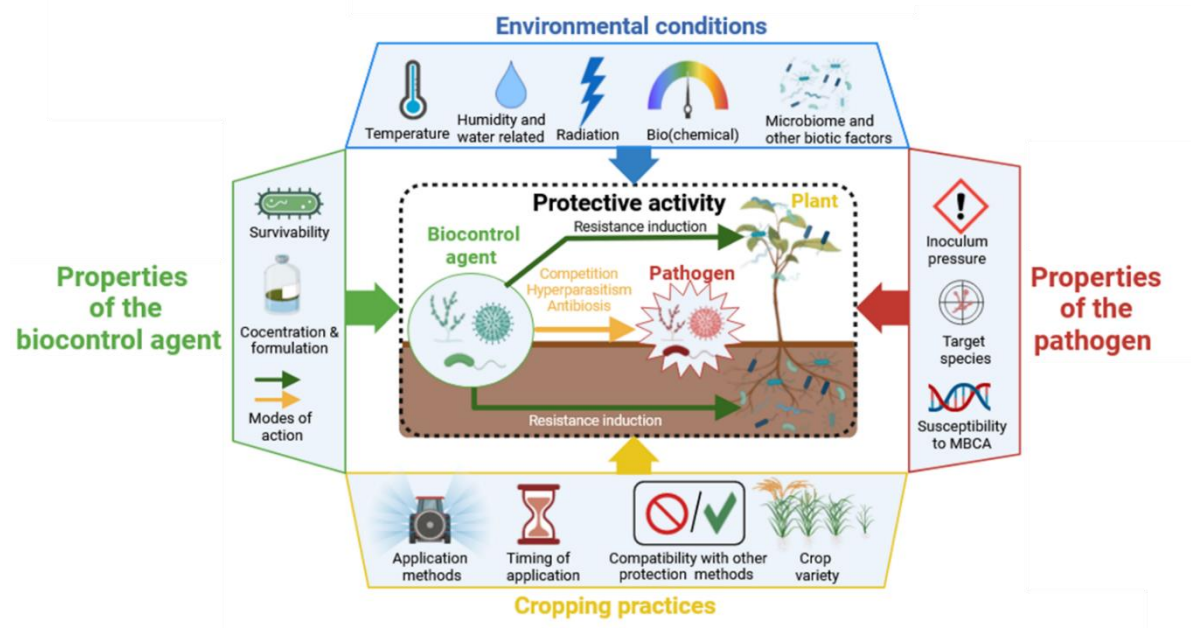 Environmental conditions
Temperature
Humidity and
water related
Radiation
Bio(chemical)
Microbiome and
other biotic factors
Properties
of the
biocontrol agent
Survivability
Cocentration &
formulation
Modes of
action
Protective activity
Plant
Resistance induction
Biocontrol
agent
Competition
Hyperparasitism
Antibiosis
Pathogen
Resistance induction
Inoculum
pressure
Target
species
Susceptibility
to MBCA
Properties
of the
pathogen
Application
methods
Timing of
application
Compatibility with other
protection methods
Crop
variety
Cropping practices